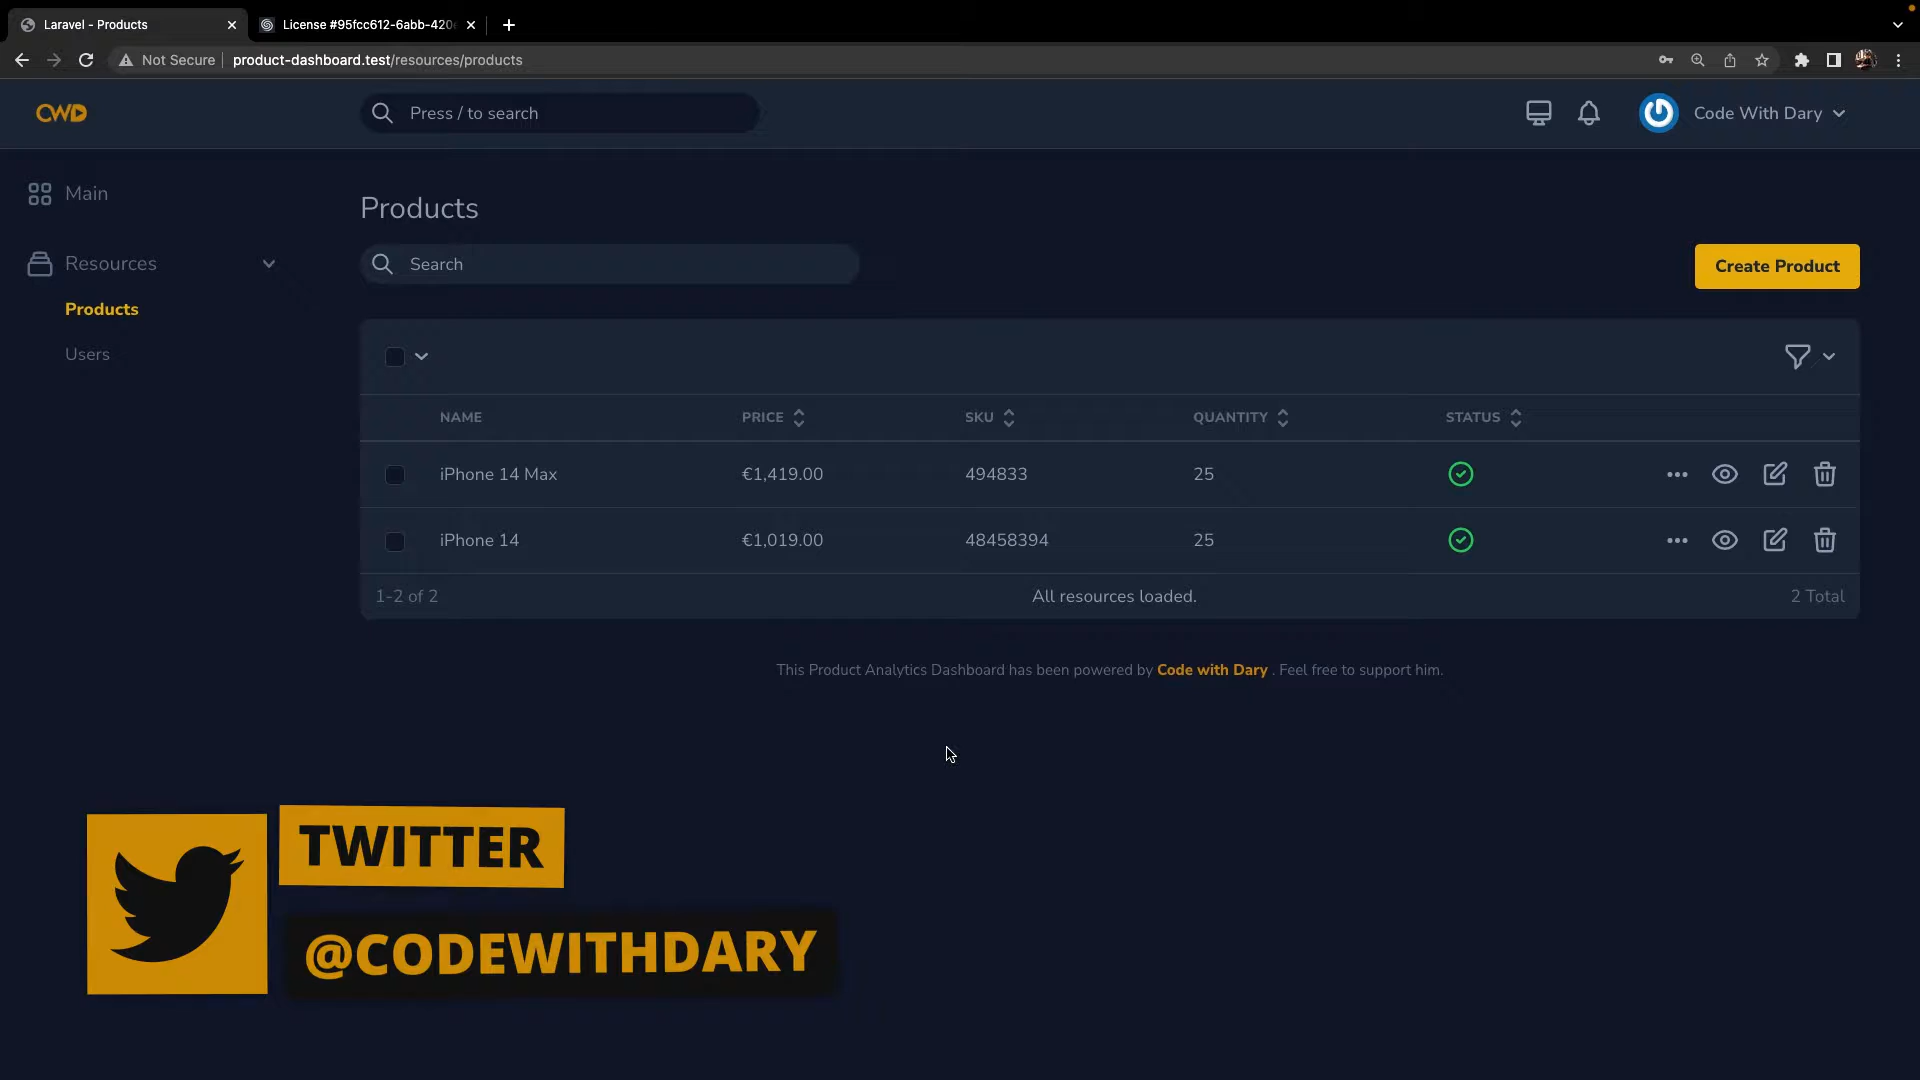 Laravel - Products
License #95fcc612-6abb-420
Not Secure
product-dashboard.test/resources/products
CWD
Press / to search
Code With Dary
Main
Resources
Products
Users
Products
Search
Create Product
NAME PRICE SKU QUANTITY STATUS
iPhone 14 Max €1,419.00 494833 25
iPhone 14 €1,019.00 48458394 25
1-2 of 2 All resources loaded. 2 Total
This Product Analytics Dashboard has been powered by Code with Dary . Feel free to support him.
TWITTER
@CODEWITHDARY